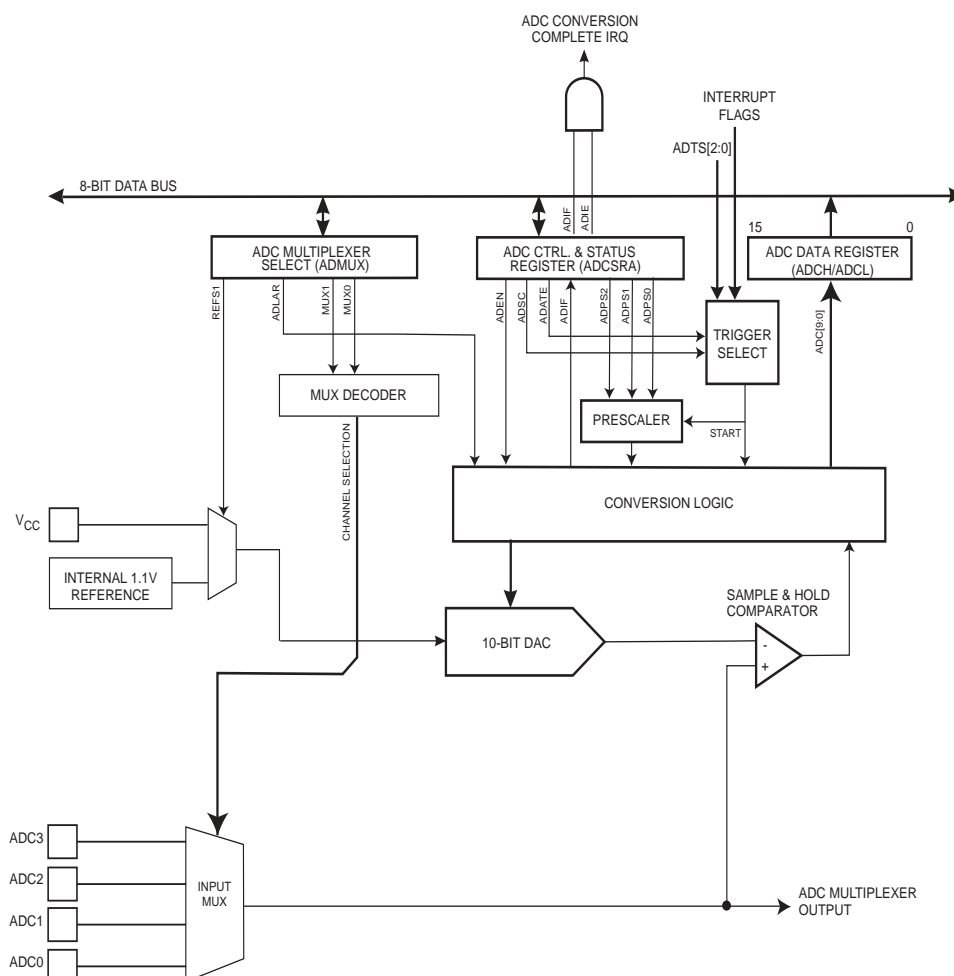 ADC CONVERSION
COMPLETE IRQ
INTERRUPT
FLAGS
ADTS[2:0]
8-BIT DATA BUS
ADIF
ADIE
15
0
ADC MULTIPLEXER
SELECT (ADMUX)
ADC CTRL. & STATUS
REGISTER (ADCSRA)
ADC DATA REGISTER
(ADCH/ADCL)
REFS1
ADLAR
MUX1
MUX0
ADEN
ADSC
ADATE
ADIF
ADPS2
ADPS1
ADPS0
ADC[9:0]
TRIGGER
SELECT
MUX DECODER
PRESCALER
START
CHANNEL SELECTION
CONVERSION LOGIC
VCC
INTERNAL 1.1V
REFERENCE
SAMPLE & HOLD
COMPARATOR
10-BIT DAC
-
+
ADC3
ADC2
ADC1
ADC0
INPUT
MUX
ADC MULTIPLEXER
OUTPUT